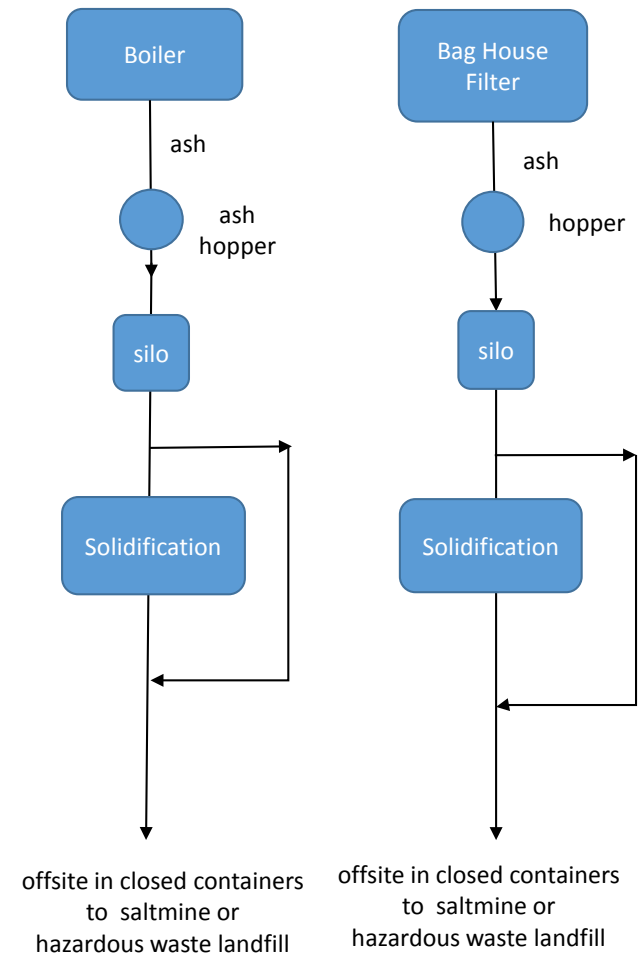 Boiler
ash
ash
hopper
silo
Solidification
offsite in closed containers
to saltmine or
hazardous waste landfill
Bag House
Filter
ash
hopper
silo
Solidification
offsite in closed containers
to saltmine or
hazardous waste landfill